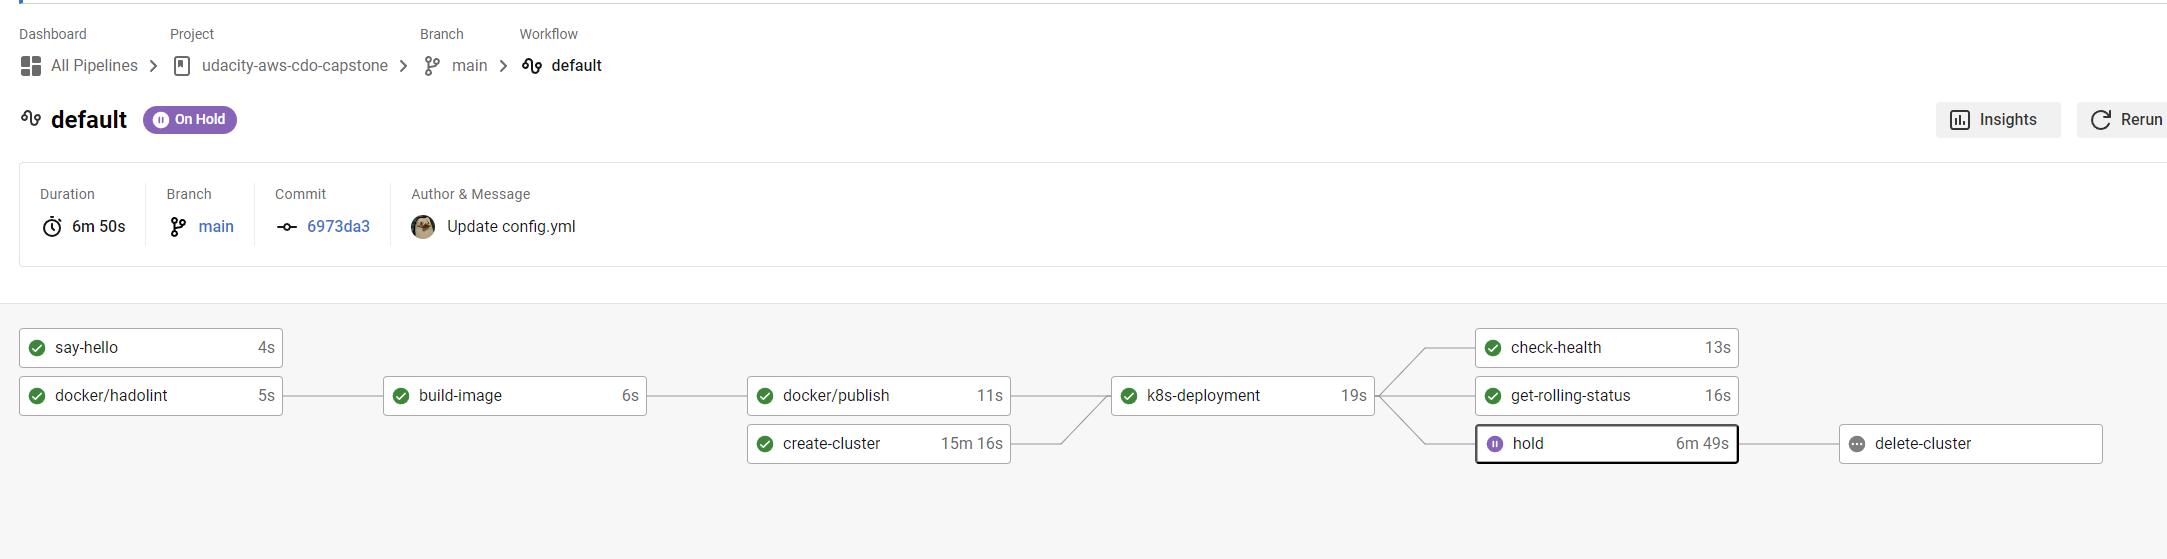 Dashboard Project Branch Workflow
All Pipelines udacity-aws-cdo-capstone main default
default On Hold Insights Rerun
Duration Branch Commit Author & Message
6m 50s main 6973da3 Update config.yml
say-hello 4s check-health 13s
docker/hadolint 5s build-image 6s docker/publish 11s k8s-deployment 19s get-rolling-status 16s
create-cluster 15m 16s hold 6m 49s delete-cluster